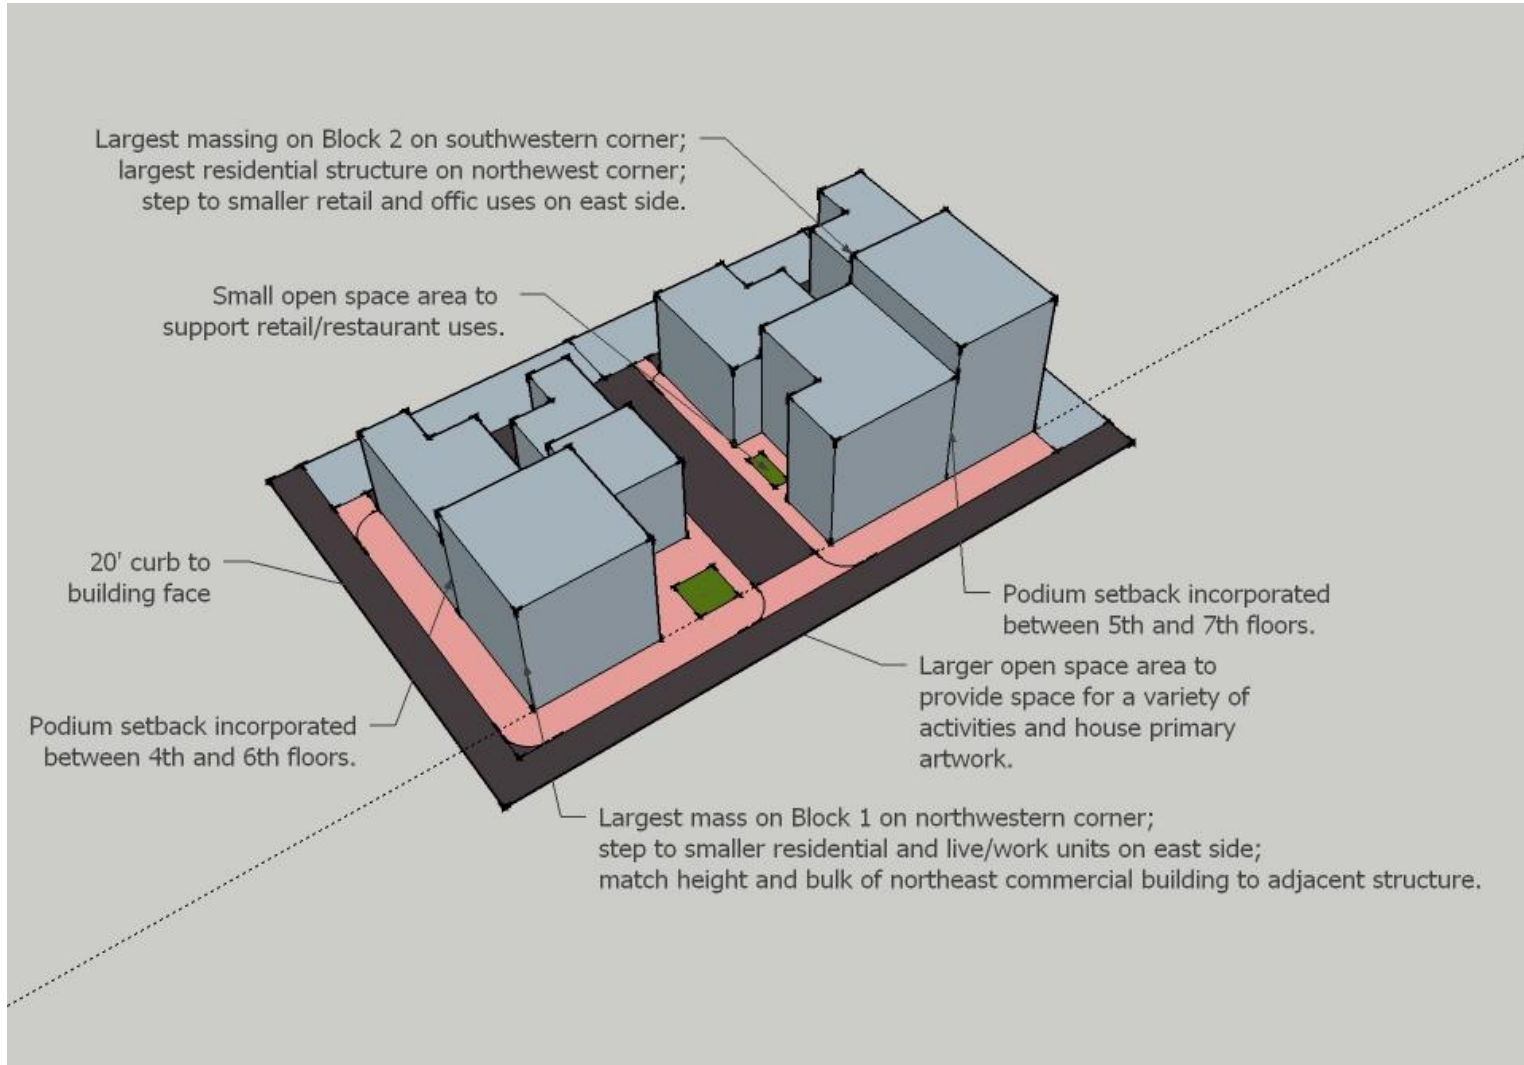 Largest massing on Block 2 on southwestern corner;
largest residential structure on northewest corner;
step to smaller retail and offic uses on east side.
Small open space area to
support retail/restaurant uses.
20' curb to
building face
Podium setback incorporated
between 5th and 7th floors.
Larger open space area to
provide space for a variety of
activities and house primary
artwork.
Podium setback incorporated
between 4th and 6th floors.
Largest mass on Block 1 on northwestern corner;
step to smaller residential and live/work units on east side;
match height and bulk of northeast commercial building to adjacent structure.